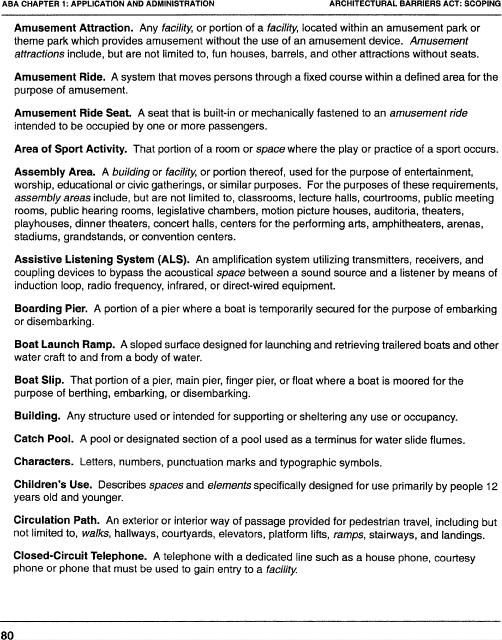 ABA CHAPTER 1: APPLICATION AND ADMINISTRATION ARCHITECTURAL BARRIERS ACT: SCOPING
Amusement Attraction. Any facility, or portion of a facility, located within an amusement park or
theme park which provides amusement without the use of an amusement device. Amusement
attractions include, but are not limited to, fun houses, barrels, and other attractions without seats.
Amusement Ride. A system that moves persons through a fixed course within a defined area for the
purpose of amusement.
Amusement Ride Seat. A seat that is built-in or mechanically fastened to an amusement ride
intended to be occupied by one or more passengers.
Area of Sport Activity. That portion of a room or space where the play or practice of a sport occurs.
Assembly Area. A building or facility, or portion thereof, used for the purpose of entertainment,
worship, educational or civic gatherings, or similar purposes. For the purposes of these requirements,
assembly areas include, but are not limited to, classrooms, lecture halls, courtrooms, public meeting
rooms, public hearing rooms, legislative chambers, motion picture houses, auditoria, theaters,
playhouses, dinner theaters, concert halls, centers for the performing arts, amphitheaters, arenas,
stadiums, grandstands, or convention centers.
Assistive Listening System (ALS). An amplification system utilizing transmitters, receivers, and
coupling devices to bypass the acoustical space between a sound source and a listener by means of
induction loop, radio frequency, infrared, or direct-wired equipment.
Boarding Pier. A portion of a pier where a boat is temporarily secured for the purpose of embarking
or disembarking.
Boat Launch Ramp. A sloped surface designed for launching and retrieving trailered boats and other
water craft to and from a body of water.
Boat Slip. That portion of a pier, main pier, finger pier, or float where a boat is moored for the
purpose of berthing, embarking, or disembarking.
Building. Any structure used or intended for supporting or sheltering any use or occupancy.
Catch Pool. A pool or designated section of a pool used as a terminus for water slide flumes.
Characters. Letters, numbers, punctuation marks and typographic symbols.
Children's Use. Describes spaces and elements specifically designed for use primarily by people 12
years old and younger.
Circulation Path. An exterior or interior way of passage provided for pedestrian travel, including but
not limited to, walks, hallways, courtyards, elevators, platform lifts, ramps, stairways, and landings.
Closed-Circuit Telephone. A telephone with a dedicated line such as a house phone, courtesy
phone or phone that must be used to gain entry to a facility.
80